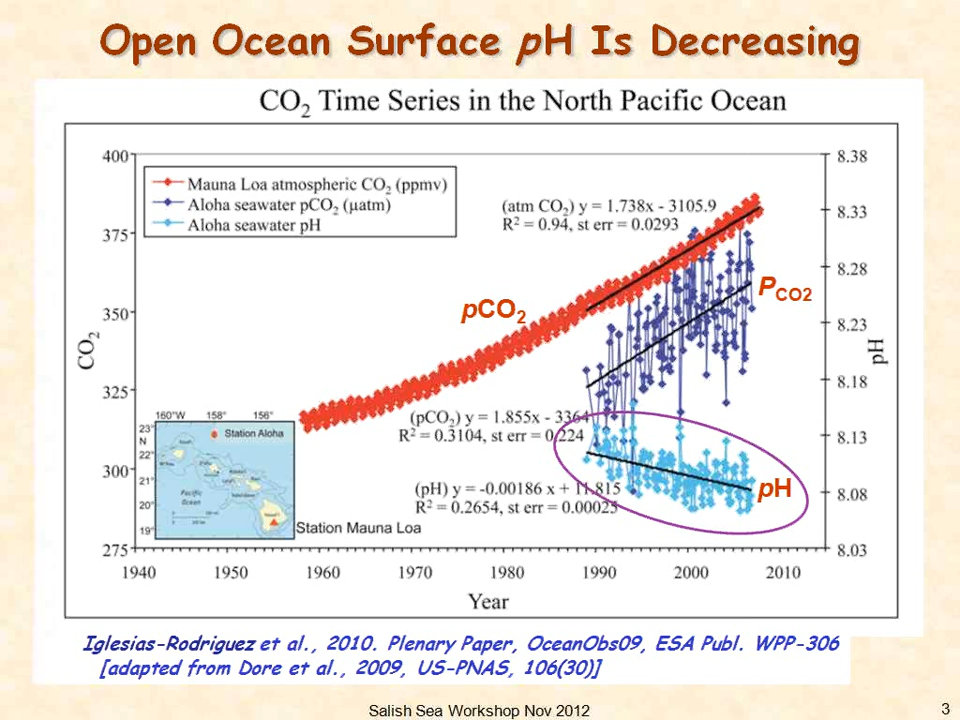 Open Ocean Surface pH Is Decreasing
CO₂ Time Series in the North Pacific Ocean
400
375
350
325
300
275
CO₂
8.38
8.33
8.28
8.23
8.18
8.13
8.08
8.03
pH
Mauna Loa atmospheric CO₂ (ppmv)
Aloha seawater pCO₂ (µatm)
Aloha seawater pH
(atm CO₂) y = 1.738x - 3105.9
R² = 0.94, st err = 0.0293
pCO₂
PCO2
(pCO₂) y = 1.855x - 3364
R² = 0.3104, st err = 0.224
(pH) y = -0.00186 x + 11.815
R² = 0.2654, st err = 0.00025
pH
160°W 158° 156°
23°
N
22°
21°
20°
19°
Station Aloha
Pacific
Ocean
Station Mauna Loa
1940 1950 1960 1970 1980 1990 2000 2010
Year
Iglesias-Rodriguez et al., 2010. Plenary Paper, OceanObs09, ESA Publ. WPP-306
[adapted from Dore et al., 2009, US-PNAS, 106(30)]
Salish Sea Workshop Nov 2012
3